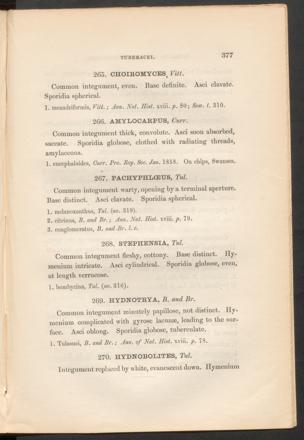 TUBERACEI. 377
265. CHOIROMYCES, Vitt.
Common integument, even. Base definite. Asci clavate.
Sporidia spherical.
1. meandriformis, Vitt.; Ann. Nat. Hist. xviii. p. 80; Sow. t. 310.
266. AMYLOCARPUS, Curr.
Common integument thick, convolute. Asci soon absorbed,
saccate. Sporidia globose, clothed with radiating threads,
amylaceous.
1. encephaloides, Curr. Pro. Roy. Soc. Jan. 1858. On chips, Swansea.
267. PACHYPHLŒUS, Tul.
Common integument warty, opening by a terminal aperture.
Base distinct. Asci clavate. Sporidia spherical.
1. melanoxanthus, Tul. (sc. 319).
2. citrinus, B. and Br.; Ann. Nat. Hist. xviii. p. 79.
3. conglomeratus, B. and Br. l. c.
268. STEPHENSIA, Tul.
Common integument fleshy, cottony. Base distinct. Hy-
menium intricate. Asci cylindrical. Sporidia globose, even,
at length verrucose.
1. bombycina, Tul. (sc. 316).
269. HYDNOTRYA, B. and Br.
Common integument minutely papillose, not distinct. Hy-
menium complicated with gyrose lacunæ, leading to the sur-
face. Asci oblong. Sporidia globose, tuberculate.
1. Tulasnei, B. and Br.; Ann. of Nat. Hist. xviii. p. 78.
270. HYDNOBOLITES, Tul.
Integument replaced by white, evanescent down. Hymenium